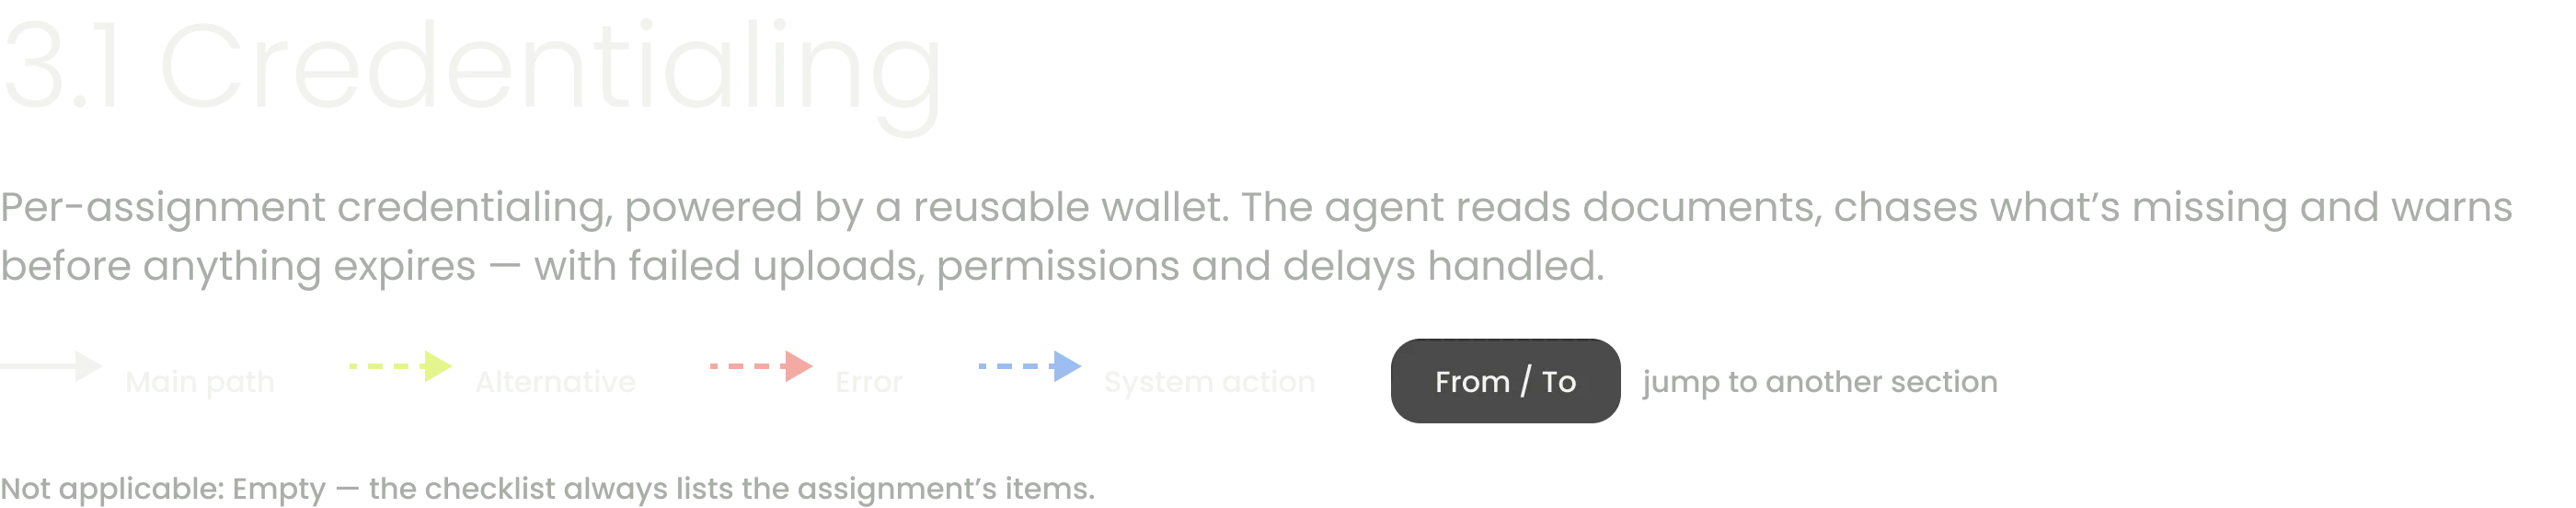 3.1 Credentialing
Per-assignment credentialing, powered by a reusable wallet. The agent reads documents, chases what’s missing and warns
before anything expires — with failed uploads, permissions and delays handled.
Main path Alternative Error System action From / To jump to another section
Not applicable: Empty — the checklist always lists the assignment’s items.